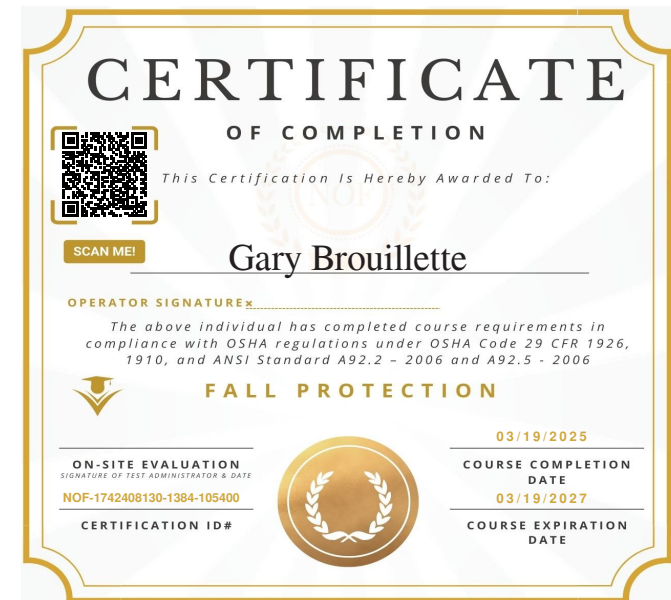 CERTIFICATE
OF COMPLETION
This Certification Is Hereby Awarded To:
NOF
SCAN ME!
Gary Brouillette
OPERATOR SIGNATURE×
The above individual has completed course requirements in
compliance with OSHA regulations under OSHA Code 29 CFR 1926,
1910, and ANSI Standard A92.2 – 2006 and A92.5 - 2006
FALL PROTECTION
03/19/2025
ON-SITE EVALUATION
SIGNATURE OF TEST ADMINISTRATOR & DATE
COURSE COMPLETION
DATE
NOF-1742408130-1384-105400
03/19/2027
CERTIFICATION ID#
COURSE EXPIRATION
DATE